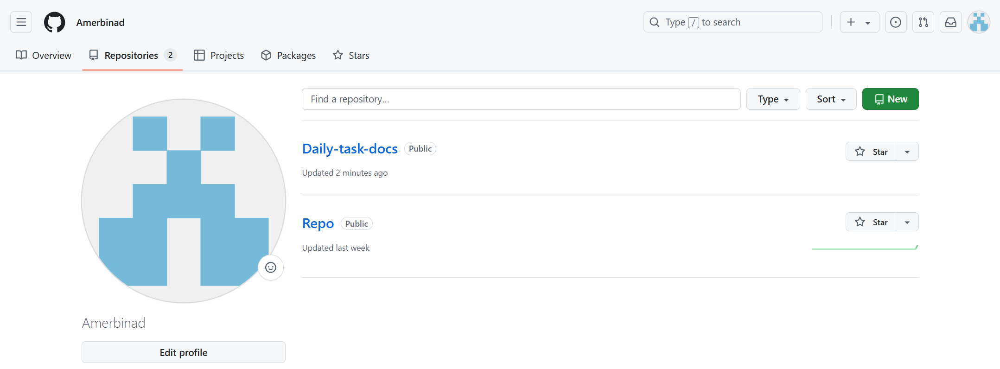 Amerbinad
Type / to search
Overview
Repositories 2
Projects
Packages
Stars
Find a repository...
Type
Sort
New
Daily-task-docs Public
Star
Updated 2 minutes ago
Repo Public
Star
Updated last week
Amerbinad
Edit profile